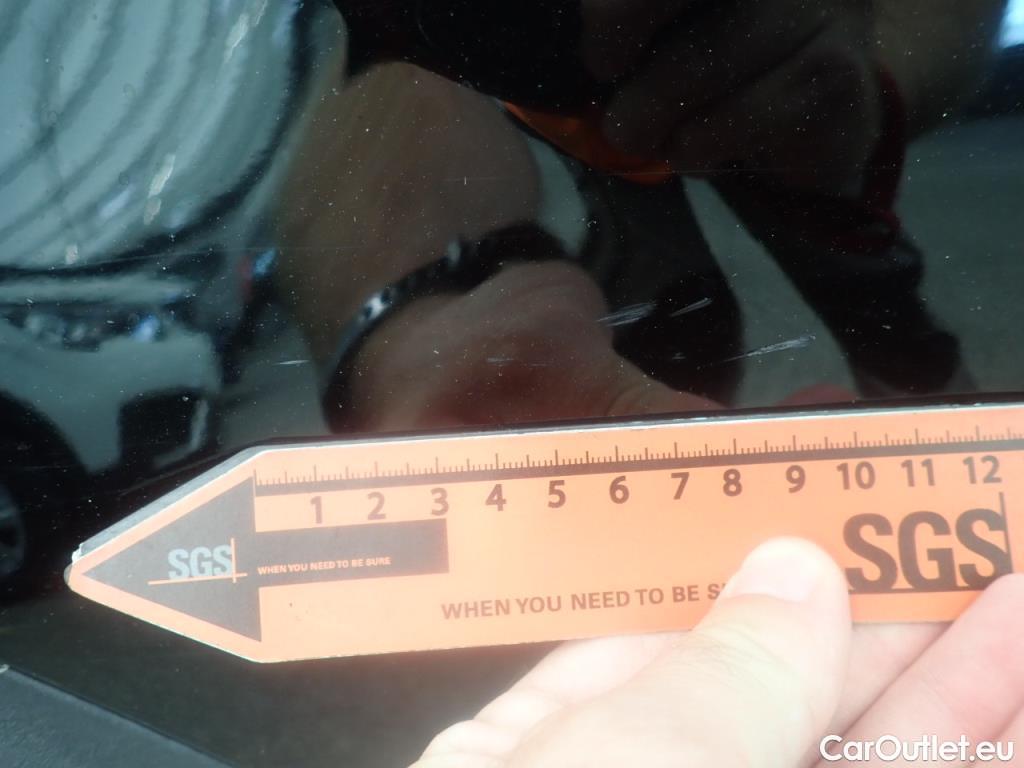 1 2 3 4 5 6 7 8 9 10 11 12
SGS
WHEN YOU NEED TO BE SURE
SGS
WHEN YOU NEED TO BE
CarOutlet.eu